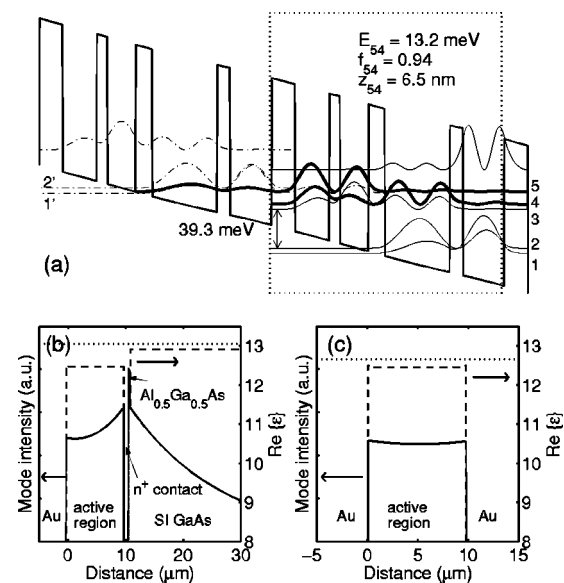 E54 = 13.2 meV
f54 = 0.94
z54 = 6.5 nm
2'
1'
5
4
3
2
1
39.3 meV
(a)
(b)
Al0.5Ga0.5As
n+ contact
Au
active
region
SI GaAs
Mode intensity (a.u.)
Re {ε}
13
12
11
10
9
8
0
10
20
30
Distance (μm)
(c)
Au
active
region
Au
Mode intensity (a.u.)
Re {ε}
13
12
11
10
9
8
−5
0
5
10
15
Distance (μm)